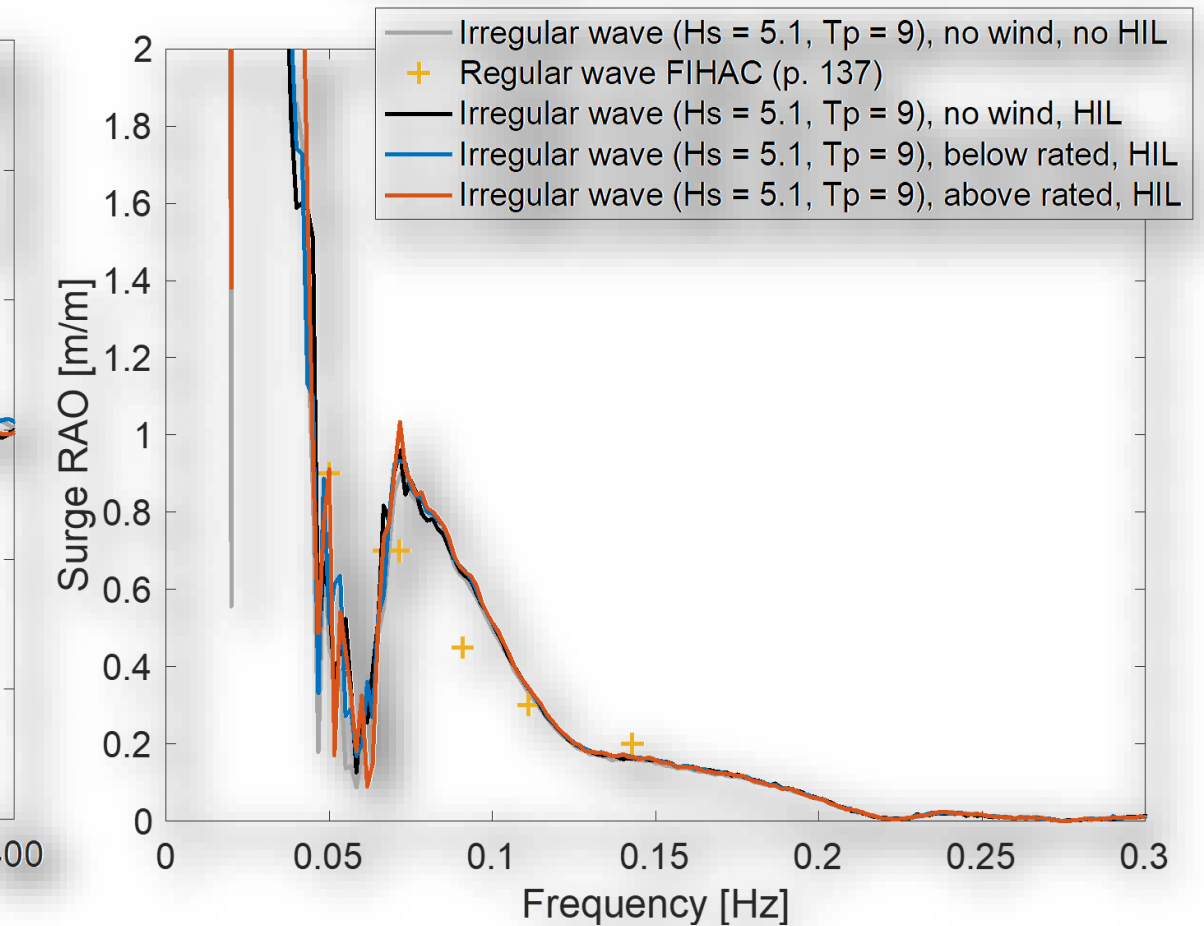 Irregular wave (Hs = 5.1, Tp = 9), no wind, no HIL
Regular wave FIHAC (p. 137)
Irregular wave (Hs = 5.1, Tp = 9), no wind, HIL
Irregular wave (Hs = 5.1, Tp = 9), below rated, HIL
Irregular wave (Hs = 5.1, Tp = 9), above rated, HIL
2
1.8
1.6
1.4
1.2
1
0.8
0.6
0.4
0.2
0
Surge RAO [m/m]
00
0 0.05 0.1 0.15 0.2 0.25 0.3
Frequency [Hz]